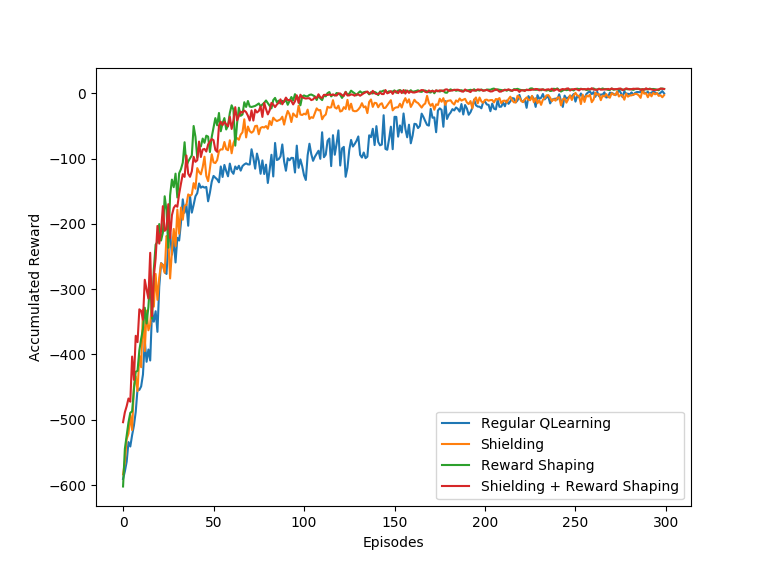 0
−100
−200
−300
−400
−500
−600
Accumulated Reward
0
50
100
150
200
250
300
Episodes
Regular QLearning
Shielding
Reward Shaping
Shielding + Reward Shaping